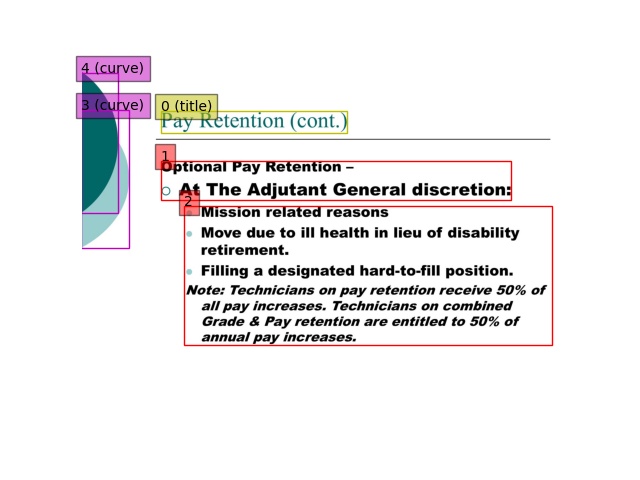 4 (curve)
3 (curve)
0 (title)
Pay Retention (cont.)
1
Optional Pay Retention –
At The Adjutant General discretion:
2
Mission related reasons
Move due to ill health in lieu of disability
retirement.
Filling a designated hard-to-fill position.
Note: Technicians on pay retention receive 50% of
all pay increases. Technicians on combined
Grade & Pay retention are entitled to 50% of
annual pay increases.